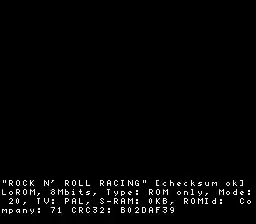 "ROCK N' ROLL RACING" [checksum ok]
LoROM, 8Mbits, Type: ROM only, Mode:
20, TV: PAL, S-RAM: 0KB, ROMId:  Co
mpany: 71 CRC32: B02DAF39